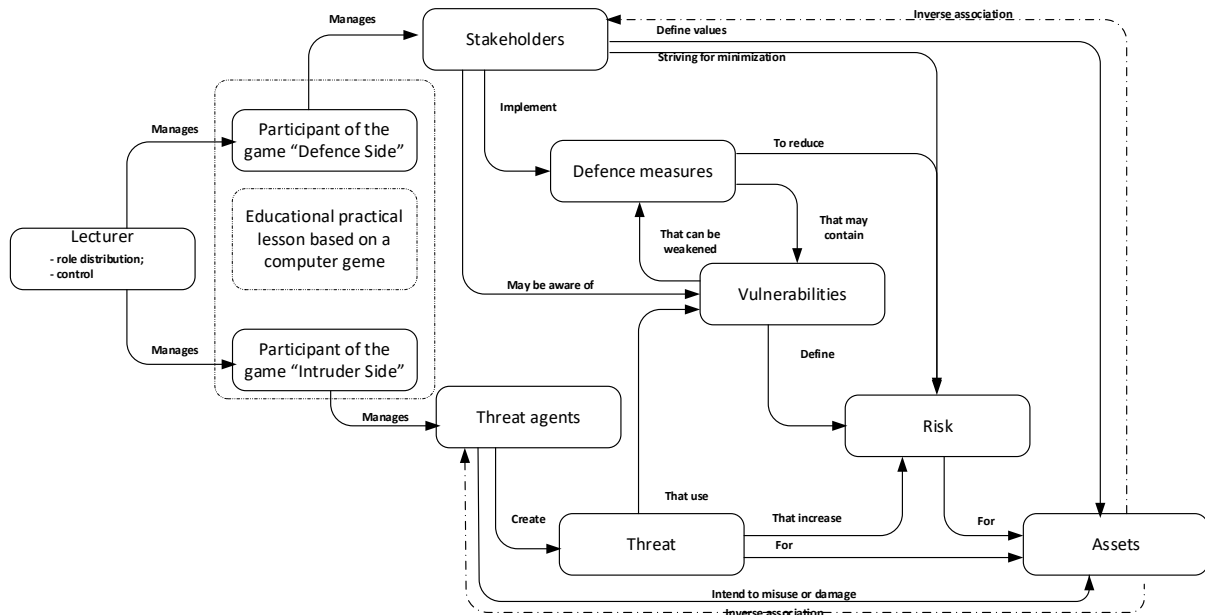 Inverse association
Manages
Stakeholders
Define values
Striving for minimization
Implement
Manages
Participant of the
game “Defence Side”
To reduce
Defence measures
Educational practical
lesson based on a
computer geme
That may
contain
That can be
weakened
Lecturer
- role distribution;
- control
May be aware of
Vulnerabilities
Manages
Participant of the
game “Intruder Side”
Define
Manages
Threat agents
Risk
That use
Create
That increase
For
Threat
For
Assets
Intend to misuse or damage
Inverse association